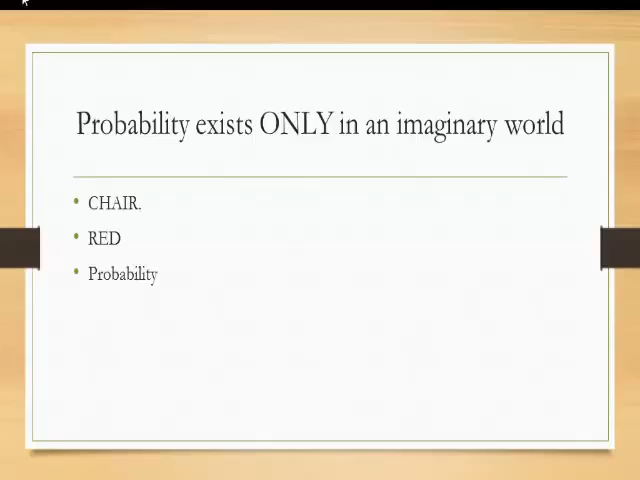 Probability exists ONLY in an imaginary world
• CHAIR.
• RED
• Probability